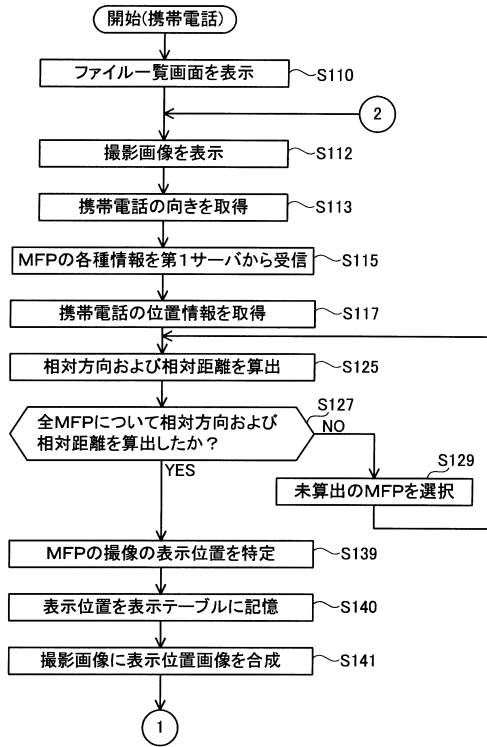 開始(携帯電話)
ファイル一覧画面を表示
S110
2
撮影画像を表示
S112
携帯電話の向きを取得
S113
MFPの各種情報を第1サーバから受信
S115
携帯電話の位置情報を取得
S117
相対方向および相対距離を算出
S125
全MFPについて相対方向および
相対距離を算出したか？
S127
NO
YES
S129
未算出のMFPを選択
MFPの撮像の表示位置を特定
S139
表示位置を表示テーブルに記憶
S140
撮影画像に表示位置画像を合成
S141
1